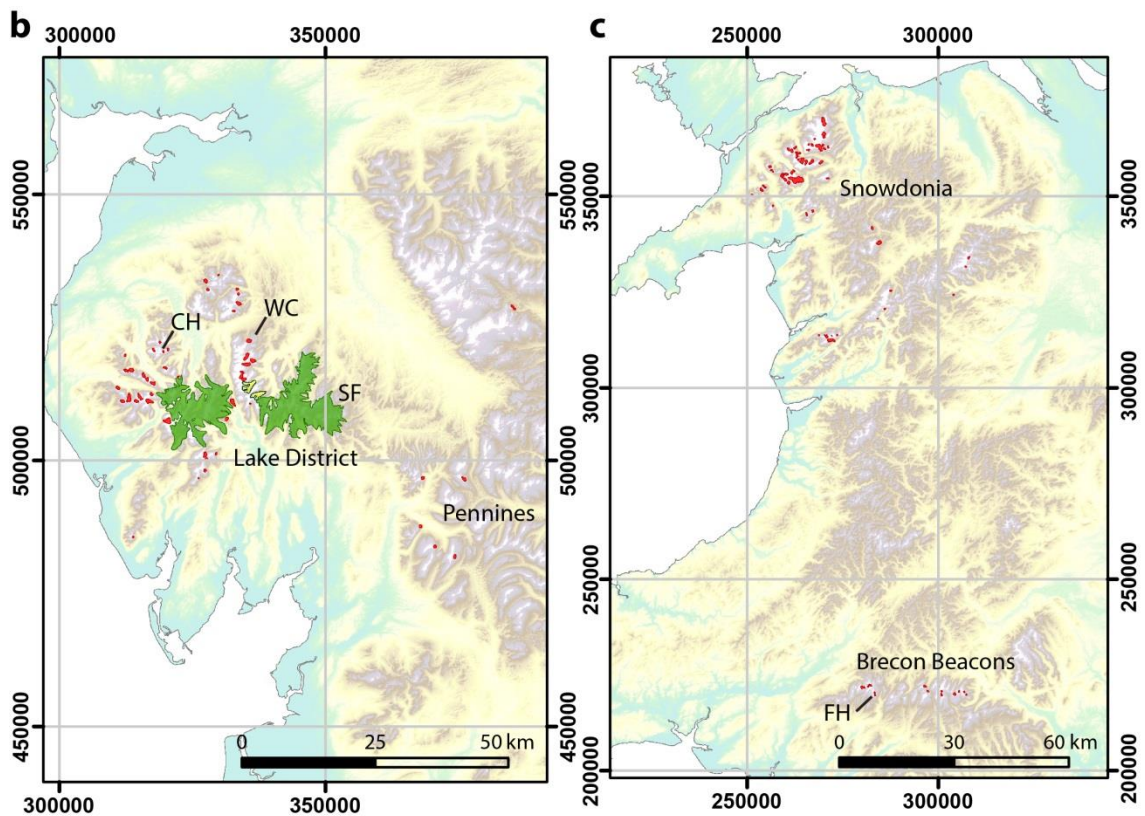 b
300000 350000
550000
500000
450000
550000
500000
450000
CH
WC
SF
Lake District
Pennines
0 25 50 km
300000 350000
c
250000 300000
350000
300000
250000
200000
350000
300000
250000
200000
Snowdonia
Brecon Beacons
FH
0 30 60 km
250000 300000